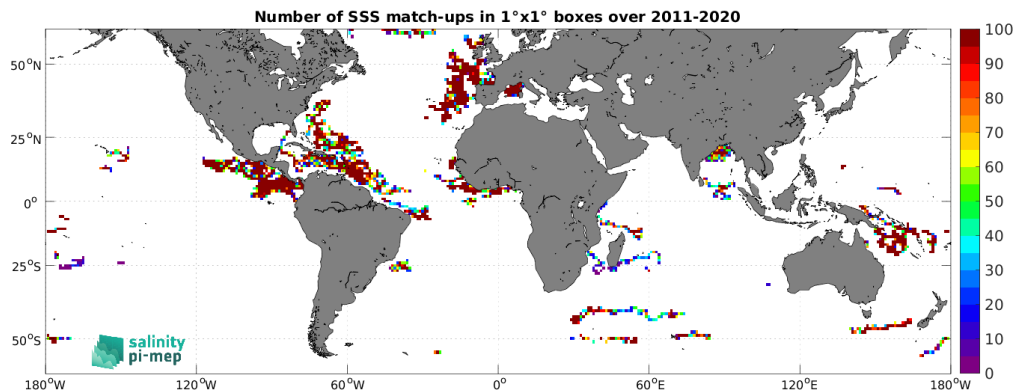 Number of SSS match-ups in 1°x1° boxes over 2011-2020
50°N
25°N
0°
25°S
50°S
180°W
120°W
60°W
0°
60°E
120°E
180°W
100
90
80
70
60
50
40
30
20
10
0
salinity
pi-mep